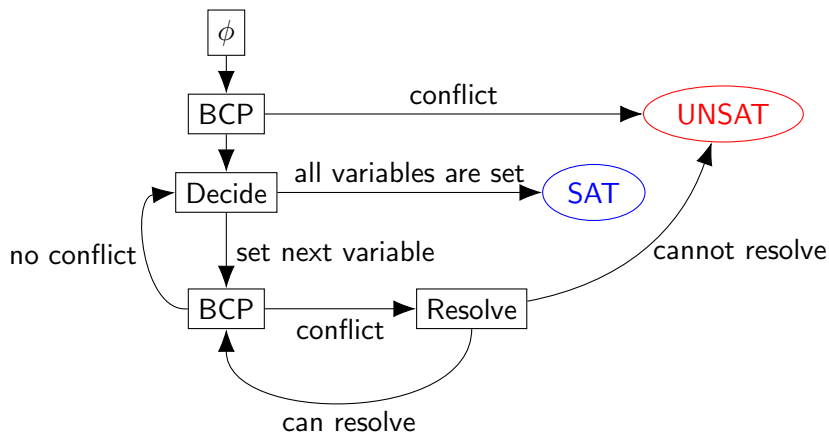 ϕ
conflict
BCP
UNSAT
all variables are set
Decide
SAT
no conflict
set next variable
cannot resolve
BCP
Resolve
conflict
can resolve